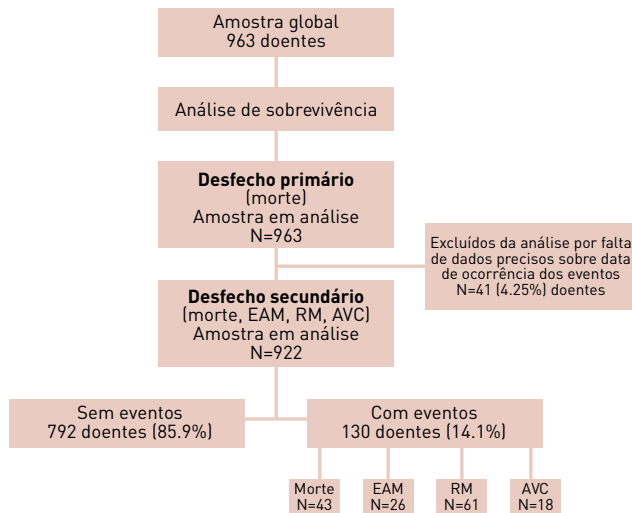 Amostra global
963 doentes
Análise de sobrevivência
Desfecho primário
(morte)
Amostra em análise
N=963
Excluídos da análise por falta
de dados precisos sobre data
de ocorrência dos eventos
N=41 (4.25%) doentes
Desfecho secundário
(morte, EAM, RM, AVC)
Amostra em análise
N=922
Sem eventos
792 doentes (85.9%)
Com eventos
130 doentes (14.1%)
Morte
N=43
EAM
N=26
RM
N=61
AVC
N=18